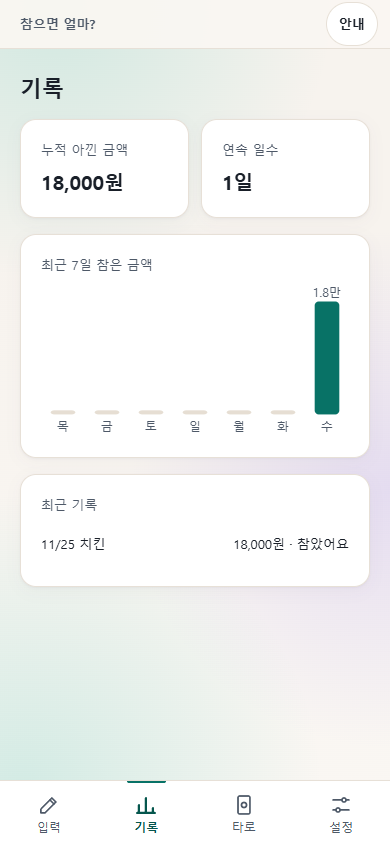 참으면 얼마?
안내
기록
누적 아낀 금액
18,000원
연속 일수
1일
최근 7일 참은 금액
1.8만
목 금 토 일 월 화 수
최근 기록
11/25 치킨 18,000원 · 참았어요
입력 기록 타로 설정